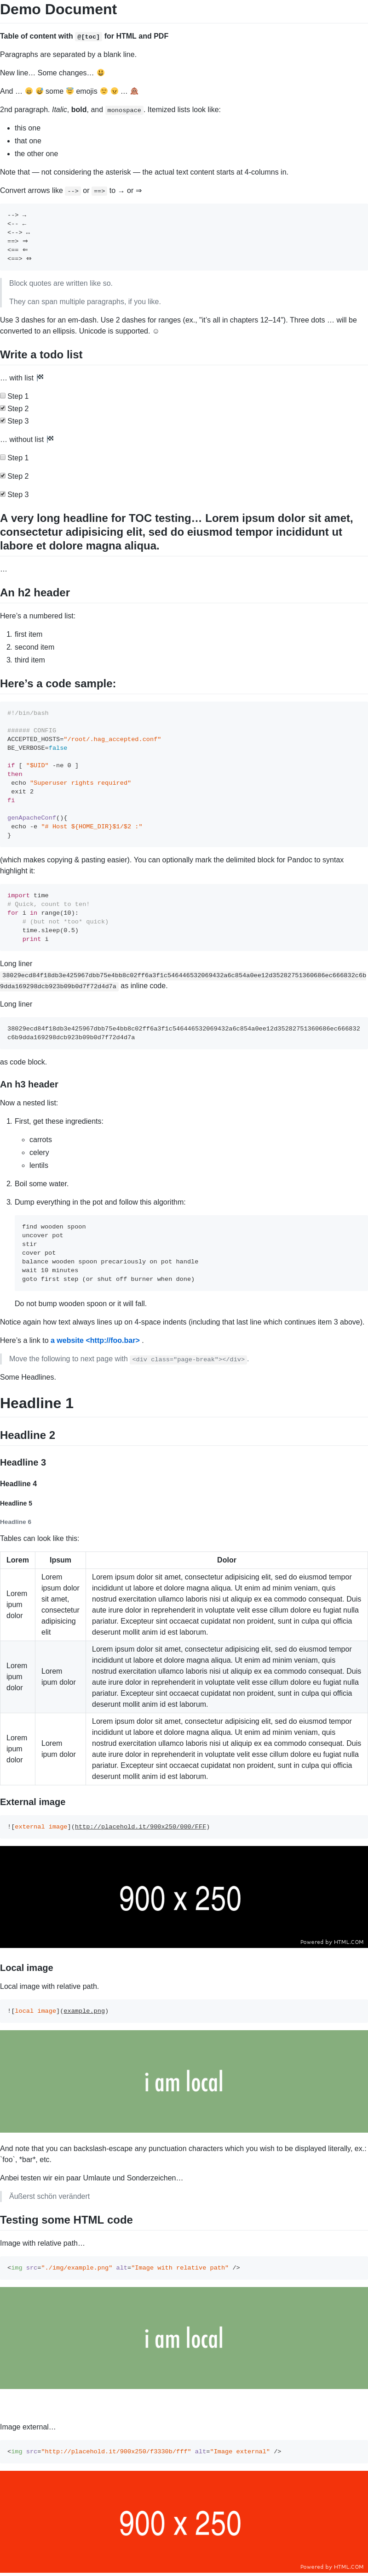 Demo Document
Table of content with @[toc] for HTML and PDF
Paragraphs are separated by a blank line.
New line… Some changes… 😃
And … 😄 😅 some 😇 emojis 🙂 😠 … 🙈
2nd paragraph. Italic, bold, and monospace. Itemized lists look like:
• this one
• that one
• the other one
Note that — not considering the asterisk — the actual text content starts at 4-columns in.
Convert arrows like --> or ==> to → or ⇒
--> →
<-- ←
<--> ↔
==> ⇒
<== ⇐
<==> ⇔
Block quotes are written like so.
They can span multiple paragraphs, if you like.
Use 3 dashes for an em-dash. Use 2 dashes for ranges (ex., "it's all in chapters 12–14"). Three dots … will be
converted to an ellipsis. Unicode is supported. ☺
Write a todo list
… with list 🏁
☐ Step 1
☑ Step 2
☑ Step 3
… without list 🏁
☐ Step 1
☑ Step 2
☑ Step 3
A very long headline for TOC testing… Lorem ipsum dolor sit amet,
consectetur adipisicing elit, sed do eiusmod tempor incididunt ut
labore et dolore magna aliqua.
…
An h2 header
Here's a numbered list:
1. first item
2. second item
3. third item
Here's a code sample:
#!/bin/bash
###### CONFIG
ACCEPTED_HOSTS="/root/.hag_accepted.conf"
BE_VERBOSE=false
if [ "$UID" -ne 0 ]
then
echo "Superuser rights required"
exit 2
fi
genApacheConf(){
echo -e "# Host ${HOME_DIR}$1/$2 :"
}
(which makes copying & pasting easier). You can optionally mark the delimited block for Pandoc to syntax
highlight it:
import time
# Quick, count to ten!
for i in range(10):
# (but not *too* quick)
time.sleep(0.5)
print i
Long liner
38029ecd84f18db3e425967dbb75e4bb8c02ff6a3f1c546446532069432a6c854a0ee12d35282751360686ec666832c6b
9dda169298dcb923b09b0d7f72d4d7a as inline code.
Long liner
38029ecd84f18db3e425967dbb75e4bb8c02ff6a3f1c546446532069432a6c854a0ee12d35282751360686ec666832
c6b9dda169298dcb923b09b0d7f72d4d7a
as code block.
An h3 header
Now a nested list:
1. First, get these ingredients:
◦ carrots
◦ celery
◦ lentils
2. Boil some water.
3. Dump everything in the pot and follow this algorithm:
find wooden spoon
uncover pot
stir
cover pot
balance wooden spoon precariously on pot handle
wait 10 minutes
goto first step (or shut off burner when done)
Do not bump wooden spoon or it will fall.
Notice again how text always lines up on 4-space indents (including that last line which continues item 3 above).
Here's a link to a website <http://foo.bar> .
Move the following to next page with <div class="page-break"></div>.
Some Headlines.
Headline 1
Headline 2
Headline 3
Headline 4
Headline 5
Headline 6
Tables can look like this:
Lorem Ipsum Dolor
Lorem ipum dolor
Lorem ipsum dolor sit amet, consectetur adipisicing elit
Lorem ipsum dolor sit amet, consectetur adipisicing elit, sed do eiusmod tempor
incididunt ut labore et dolore magna aliqua. Ut enim ad minim veniam, quis
nostrud exercitation ullamco laboris nisi ut aliquip ex ea commodo consequat. Duis
aute irure dolor in reprehenderit in voluptate velit esse cillum dolore eu fugiat nulla
pariatur. Excepteur sint occaecat cupidatat non proident, sunt in culpa qui officia
deserunt mollit anim id est laborum.
Lorem ipum dolor
Lorem ipum dolor
Lorem ipsum dolor sit amet, consectetur adipisicing elit, sed do eiusmod tempor
incididunt ut labore et dolore magna aliqua. Ut enim ad minim veniam, quis
nostrud exercitation ullamco laboris nisi ut aliquip ex ea commodo consequat. Duis
aute irure dolor in reprehenderit in voluptate velit esse cillum dolore eu fugiat nulla
pariatur. Excepteur sint occaecat cupidatat non proident, sunt in culpa qui officia
deserunt mollit anim id est laborum.
Lorem ipum dolor
Lorem ipum dolor
Lorem ipsum dolor sit amet, consectetur adipisicing elit, sed do eiusmod tempor
incididunt ut labore et dolore magna aliqua. Ut enim ad minim veniam, quis
nostrud exercitation ullamco laboris nisi ut aliquip ex ea commodo consequat. Duis
aute irure dolor in reprehenderit in voluptate velit esse cillum dolore eu fugiat nulla
pariatur. Excepteur sint occaecat cupidatat non proident, sunt in culpa qui officia
deserunt mollit anim id est laborum.
External image
![external image](http://placehold.it/900x250/000/FFF)
900 x 250
Powered by HTML.COM
Local image
Local image with relative path.
![local image](example.png)
i am local
And note that you can backslash-escape any punctuation characters which you wish to be displayed literally, ex.:
`foo`, *bar*, etc.
Anbei testen wir ein paar Umlaute und Sonderzeichen…
Äußerst schön verändert
Testing some HTML code
Image with relative path…
<img src="./img/example.png" alt="Image with relative path" />
i am local
Image external…
<img src="http://placehold.it/900x250/f3330b/fff" alt="Image external" />
900 x 250
Powered by HTML.COM